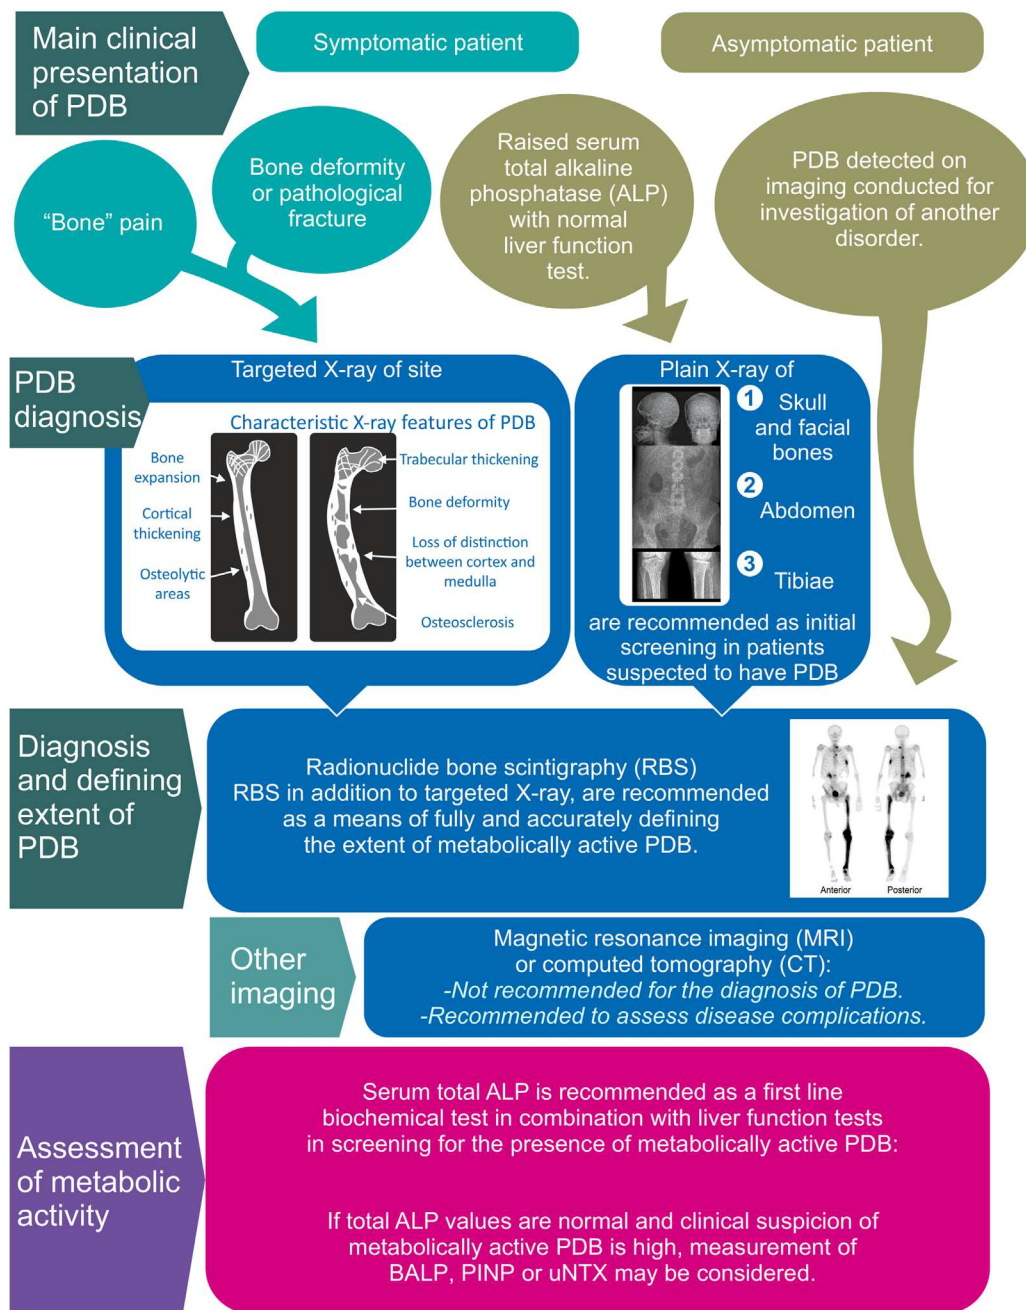 Main clinical
presentation
of PDB
Symptomatic patient
Asymptomatic patient
“Bone” pain
Bone deformity
or pathological
fracture
Raised serum
total alkaline
phosphatase (ALP)
with normal
liver function
test.
PDB detected on
imaging conducted for
investigation of another
disorder.
PDB
diagnosis
Targeted X-ray of site
Characteristic X-ray features of PDB
Bone
expansion
Cortical
thickening
Osteolytic
areas
Trabecular thickening
Bone deformity
Loss of distinction
between cortex and
medulla
Osteosclerosis
Plain X-ray of
1
Skull
and facial
bones
2
Abdomen
3
Tibiae
are recommended as initial
screening in patients
suspected to have PDB
Diagnosis
and defining
extent of
PDB
Radionuclide bone scintigraphy (RBS)
RBS in addition to targeted X-ray, are recommended
as a means of fully and accurately defining
the extent of metabolically active PDB.
Anterior
Posterior
Other
imaging
Magnetic resonance imaging (MRI)
or computed tomography (CT):
-Not recommended for the diagnosis of PDB.
-Recommended to assess disease complications.
Assessment
of metabolic
activity
Serum total ALP is recommended as a first line
biochemical test in combination with liver function tests
in screening for the presence of metabolically active PDB:
If total ALP values are normal and clinical suspicion of
metabolically active PDB is high, measurement of
BALP, PINP or uNTX may be considered.